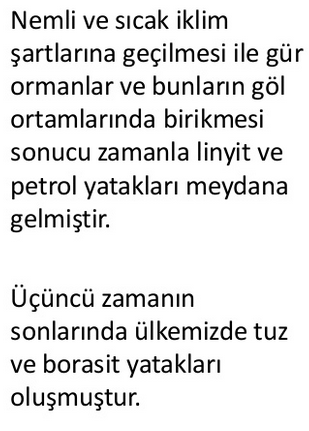 Nemli ve sıcak iklim
şartlarına geçilmesi ile gür
ormanlar ve bunların göl
ortamlarında birikmesi
sonucu zamanla linyit ve
petrol yatakları meydana
gelmiştir.
Üçüncü zamanın
sonlarında ülkemizde tuz
ve borasit yatakları
oluşmuştur.